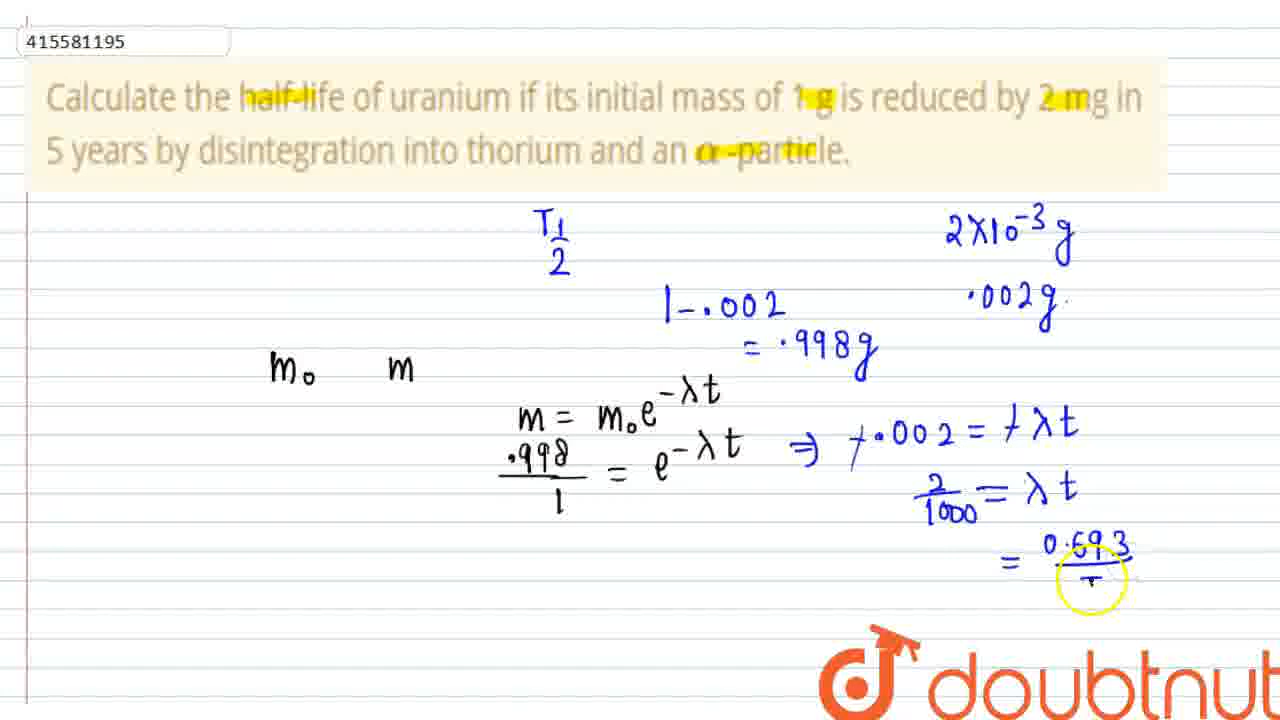 415581195
Calculate the half-life of uranium if its initial mass of 1 g is reduced by 2 mg in
5 years by disintegration into thorium and an α -particle.
T 1/2
2×10⁻³ g
.002g.
1-.002
= .998g
m₀ m
m = m₀e^-λt
.998/1 = e^-λt
⇒ -.002 = -λt
2/1000 = λt
= 0.693/T
doubtnut